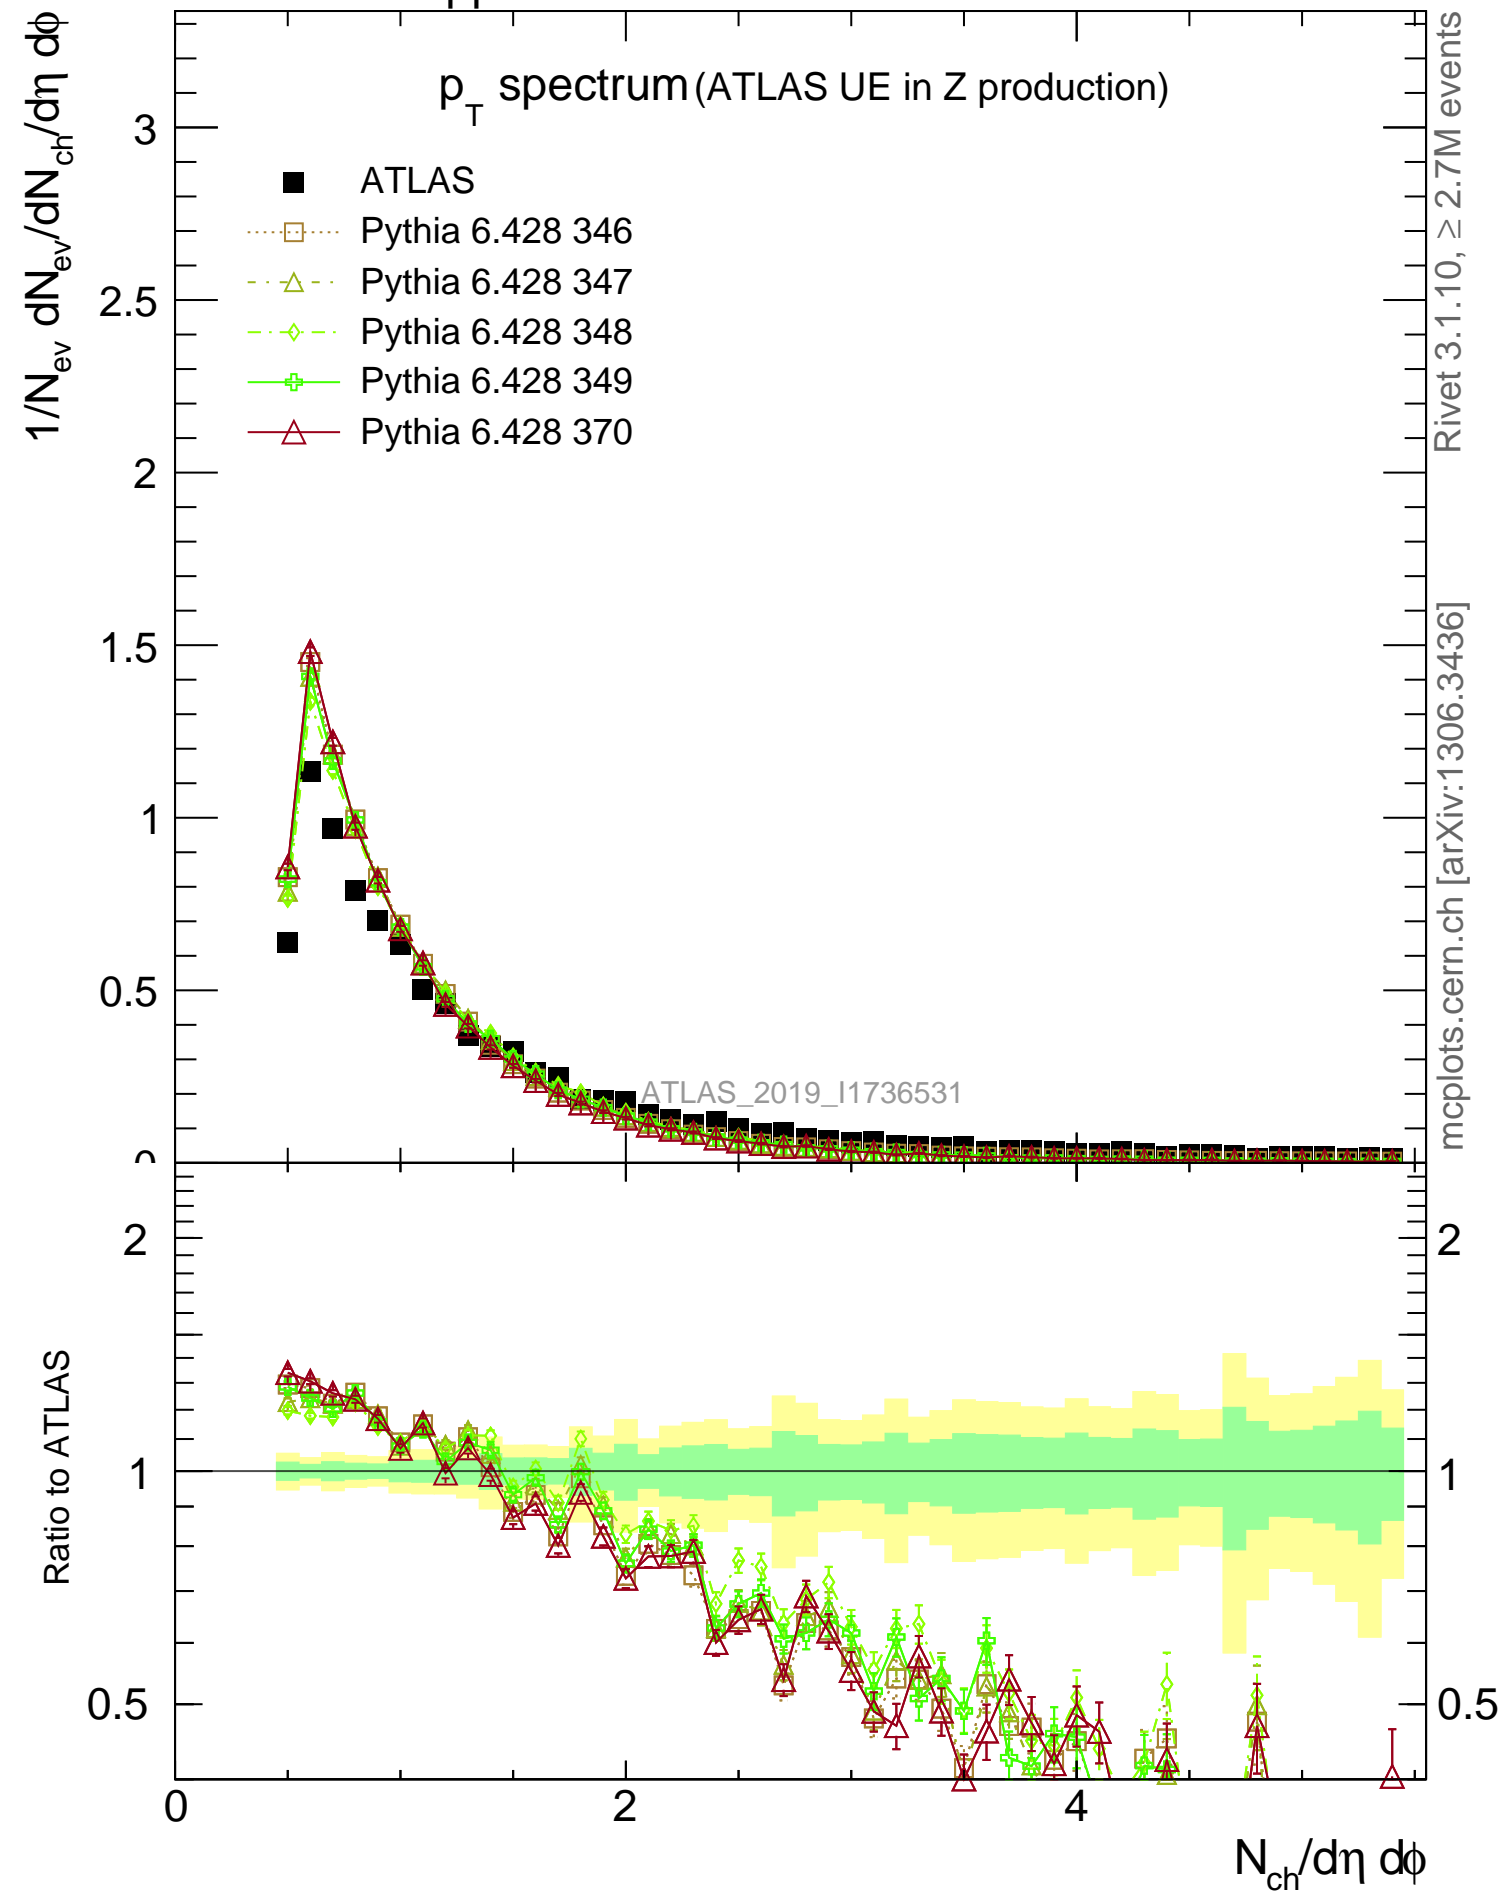 pp
p_T spectrum (ATLAS UE in Z production)
1/N_ev dN_ev/dN_ch/dη dϕ
ATLAS
Pythia 6.428 346
Pythia 6.428 347
Pythia 6.428 348
Pythia 6.428 349
Pythia 6.428 370
3
2.5
2
1.5
1
0.5
0
ATLAS_2019_I1736531
Rivet 3.1.10, ≥ 2.7M events
mcplots.cern.ch [arXiv:1306.3436]
Ratio to ATLAS
2
1
0.5
2
1
0.5
0 2 4
N_ch/dη dϕ